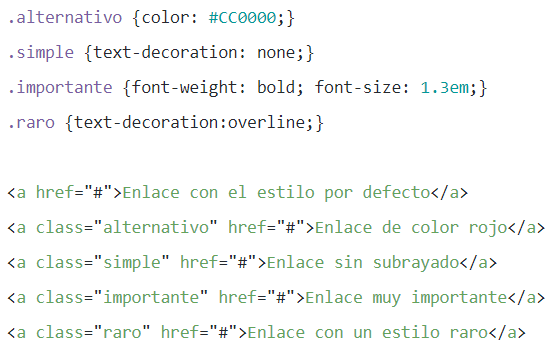 .alternativo {color: #CC0000;}
.simple {text-decoration: none;}
.importante {font-weight: bold; font-size: 1.3em;}
.raro {text-decoration:overline;}
<a href="#">Enlace con el estilo por defecto</a>
<a class="alternativo" href="#">Enlace de color rojo</a>
<a class="simple" href="#">Enlace sin subrayado</a>
<a class="importante" href="#">Enlace muy importante</a>
<a class="raro" href="#">Enlace con un estilo raro</a>